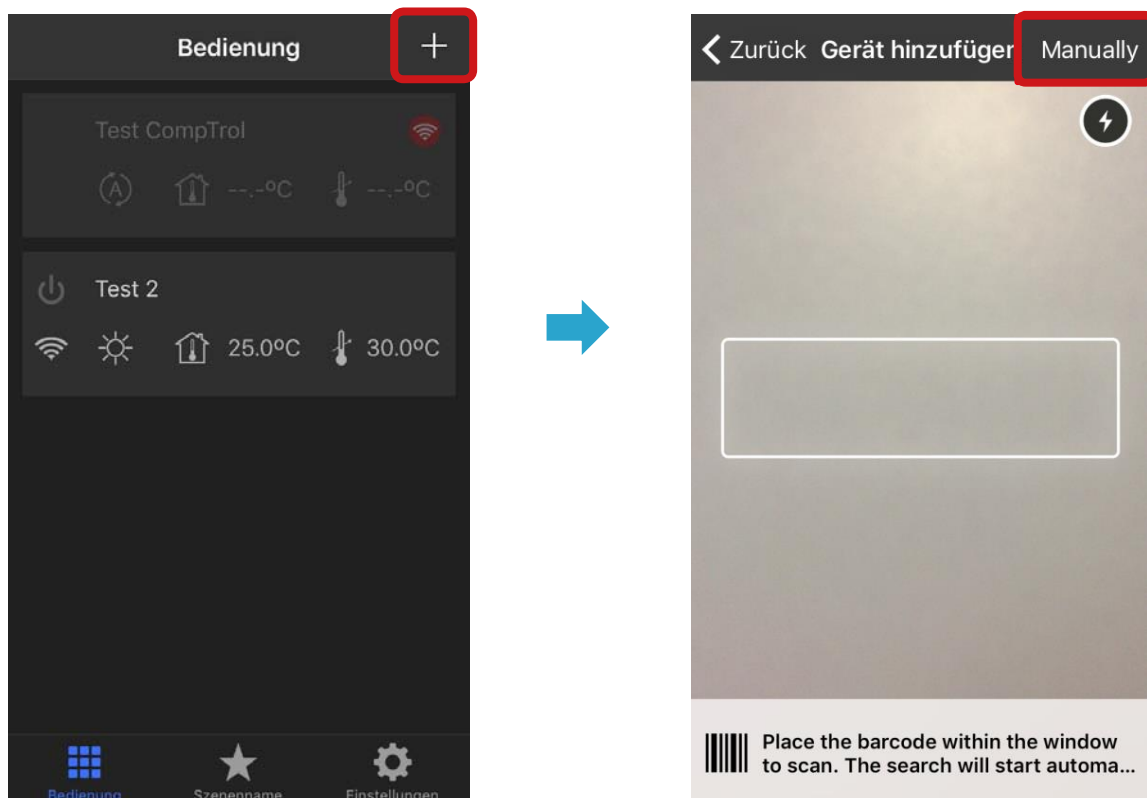 Bedienung
Test CompTrol
A --.-ºC --.-ºC
Test 2
25.0ºC 30.0ºC
Bedienung Szenenname Einstellungen
Zurück Gerät hinzufügen Manually
Place the barcode within the window
to scan. The search will start automa...